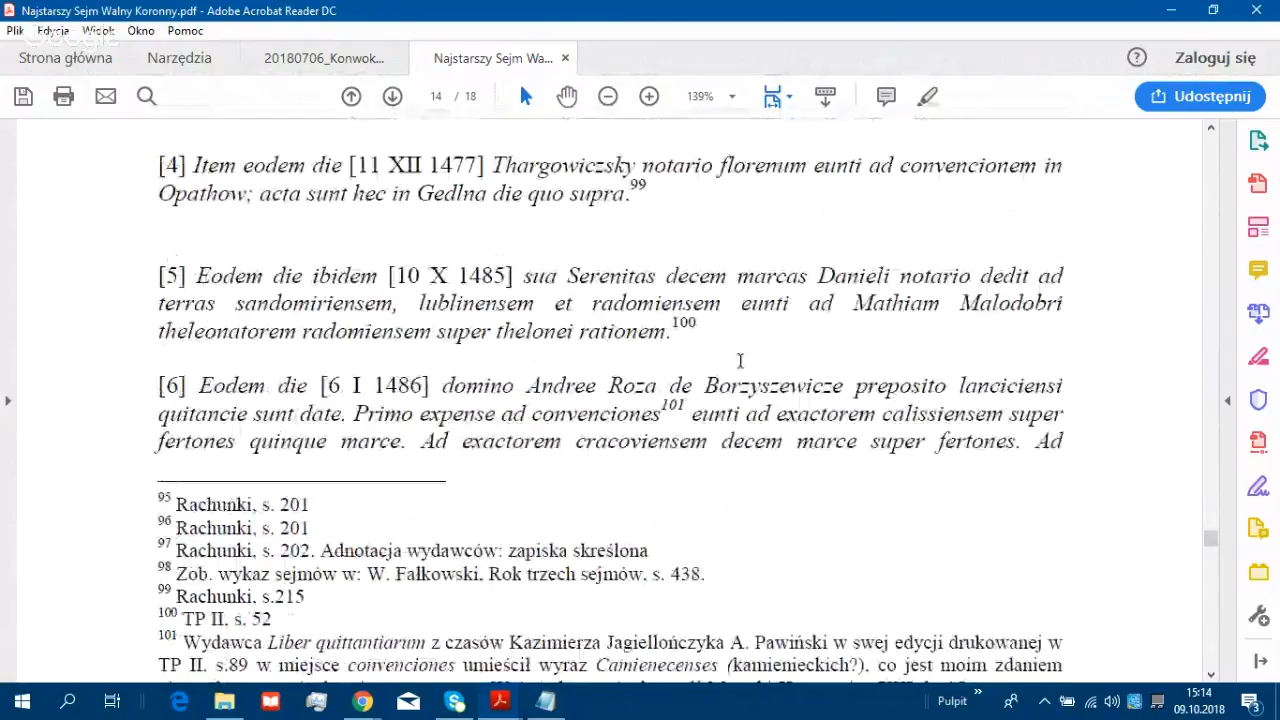 Najstarszy Sejm Walny Koronny.pdf - Adobe Acrobat Reader DC
Plik Edycja Widok Okno Pomoc
Google
Strona główna Narzędzia 20180706_Konwok... Najstarszy Sejm Wa... × Zaloguj się
14 / 18 139% Udostępnij
[4] Item eodem die [11 XII 1477] Thargowiczsky notario florenum eunti ad convencionem in
Opathow; acta sunt hec in Gedlna die quo supra.99
[5] Eodem die ibidem [10 X 1485] sua Serenitas decem marcas Danieli notario dedit ad
terras sandomiriensem, lublinensem et radomiensem eunti ad Mathiam Malodobri
theleonatorem radomiensem super thelonei rationem.100
[6] Eodem die [6 I 1486] domino Andree Roza de Borzyszewicze preposito lanciciensi
quitancie sunt date. Primo expense ad convenciones101 eunti ad exactorem calissiensem super
fertones quinque marce. Ad exactorem cracoviensem decem marce super fertones. Ad
95 Rachunki, s. 201
96 Rachunki, s. 201
97 Rachunki, s. 202. Adnotacja wydawców: zapiska skreślona
98 Zob. wykaz sejmów w: W. Fałkowski, Rok trzech sejmów, s. 438.
99 Rachunki, s.215
100 TP II, s. 52
101 Wydawca Liber quittantiarum z czasów Kazimierza Jagiellończyka A. Pawiński w swej edycji drukowanej w
TP II, s.89 w miejsce convenciones umieścił wyraz Camienecenses (kamienieckich?), co jest moim zdaniem
Pulpit » 15:14
09.10.2018 3